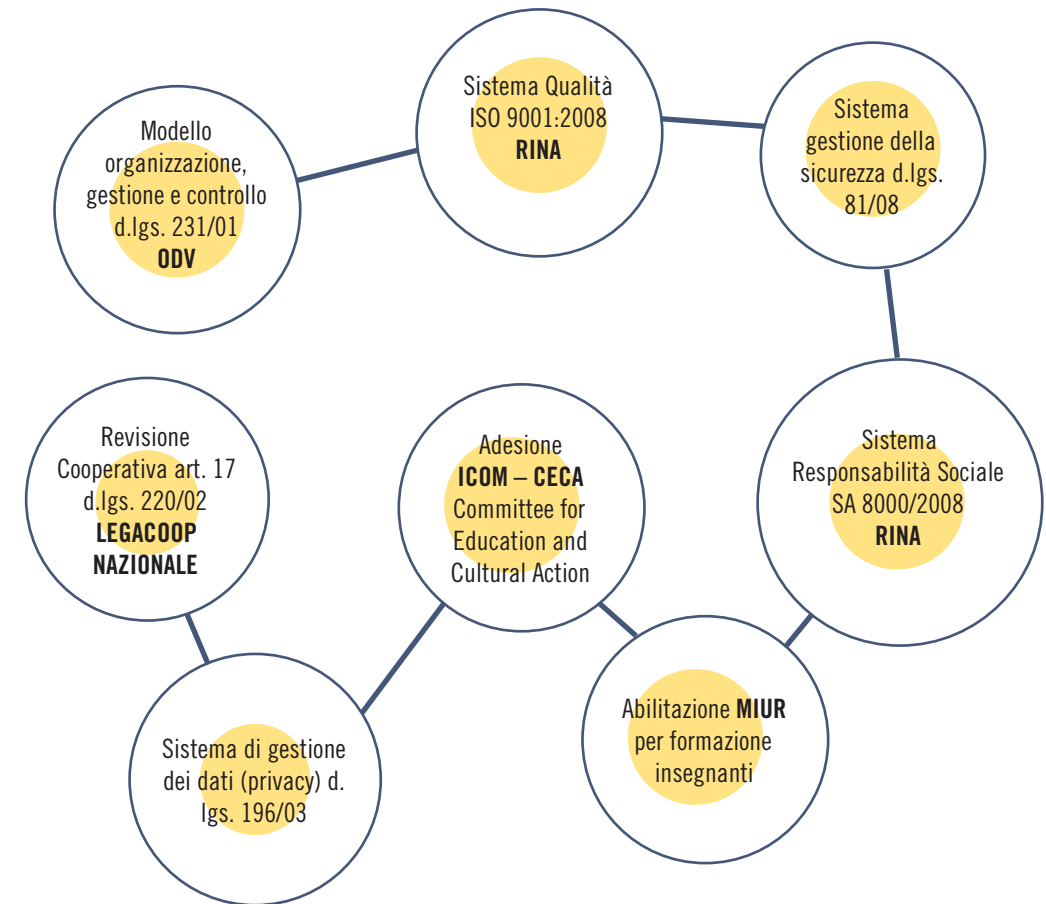 Modello
organizzazione,
gestione e controllo
d.lgs. 231/01
ODV
Sistema Qualità
ISO 9001:2008
RINA
Sistema
gestione della
sicurezza d.lgs.
81/08
Sistema
Responsabilità Sociale
SA 8000/2008
RINA
Abilitazione MIUR
per formazione
insegnanti
Adesione
ICOM – CECA
Committee for
Education and
Cultural Action
Sistema di gestione
dei dati (privacy) d.
lgs. 196/03
Revisione
Cooperativa art. 17
d.lgs. 220/02
LEGACOOP
NAZIONALE